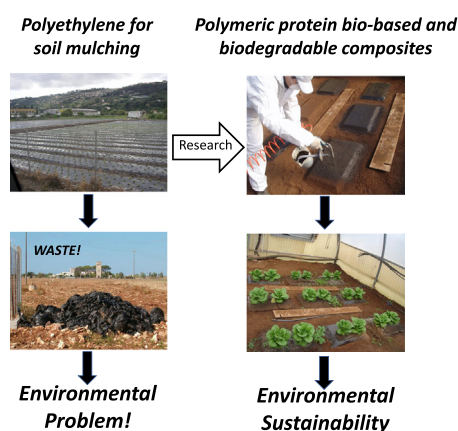 Polyethylene for
soil mulching
Polymeric protein bio-based and
biodegradable composites
Research
WASTE!
Environmental
Problem!
Environmental
Sustainability